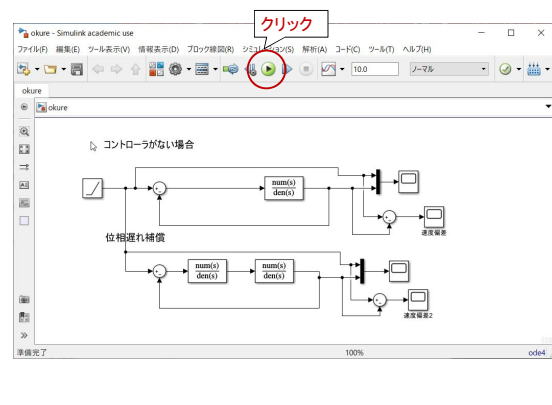 クリック
okure - Simulink academic use
ファイル(F) 編集(E) ツール表示(V) 情報表示(D) ブロック線図(R) シミュレーション(S) 解析(A) コード(C) ツール(T) ヘルプ(H)
10.0 ノーマル
okure
okure
コントローラがない場合
num(s)
den(s)
速度偏差
位相遅れ補償
num(s) num(s)
den(s) den(s)
速度偏差2
準備完了 100% ode4